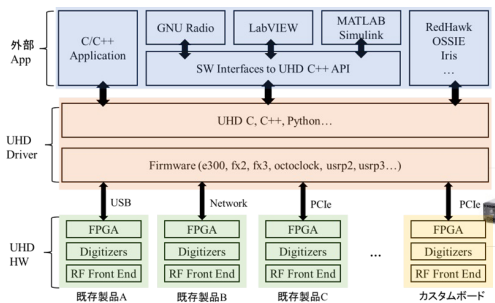 外部
App
C/C++
Application
GNU Radio
LabVIEW
MATLAB
Simulink
SW Interfaces to UHD C++ API
RedHawk
OSSIE
Iris
…
UHD
Driver
UHD C, C++, Python…
Firmware (e300, fx2, fx3, octoclock, usrp2, usrp3…)
USB
Network
PCIe
PCIe
UHD
HW
FPGA
Digitizers
RF Front End
既存製品A
FPGA
Digitizers
RF Front End
既存製品B
FPGA
Digitizers
RF Front End
既存製品C
…
FPGA
Digitizers
RF Front End
カスタムボード